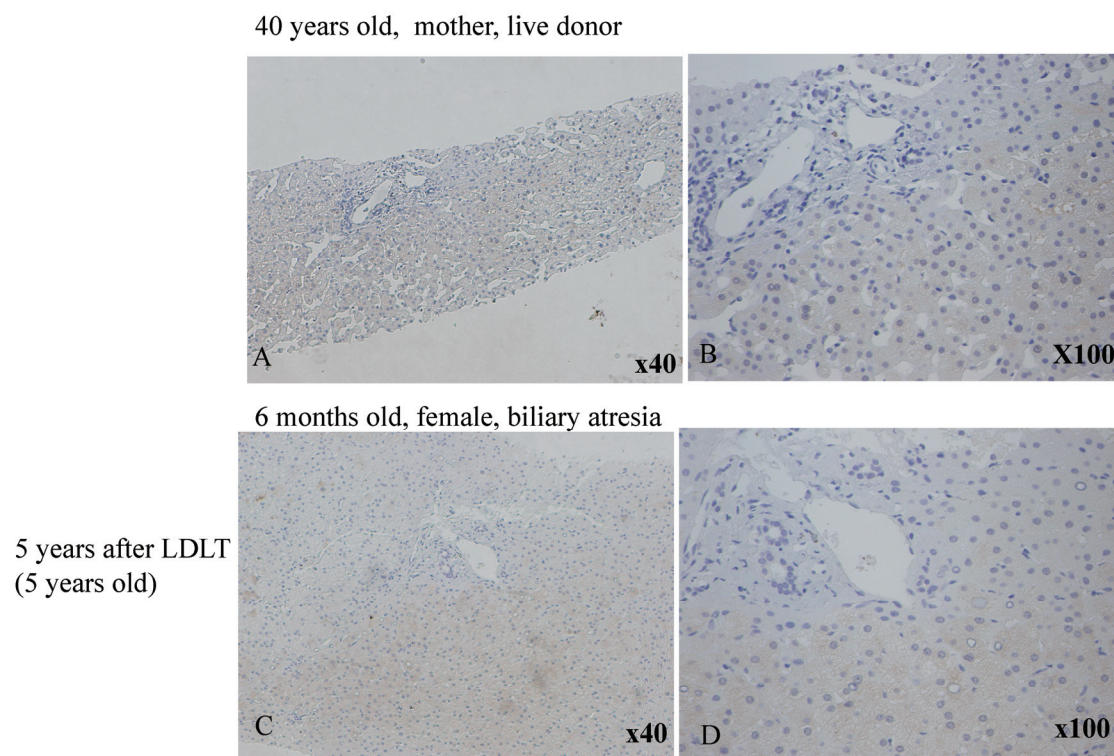 40 years old, mother, live donor
A
x40
B
X100
6 months old, female, biliary atresia
5 years after LDLT
(5 years old)
C
x40
D
x100